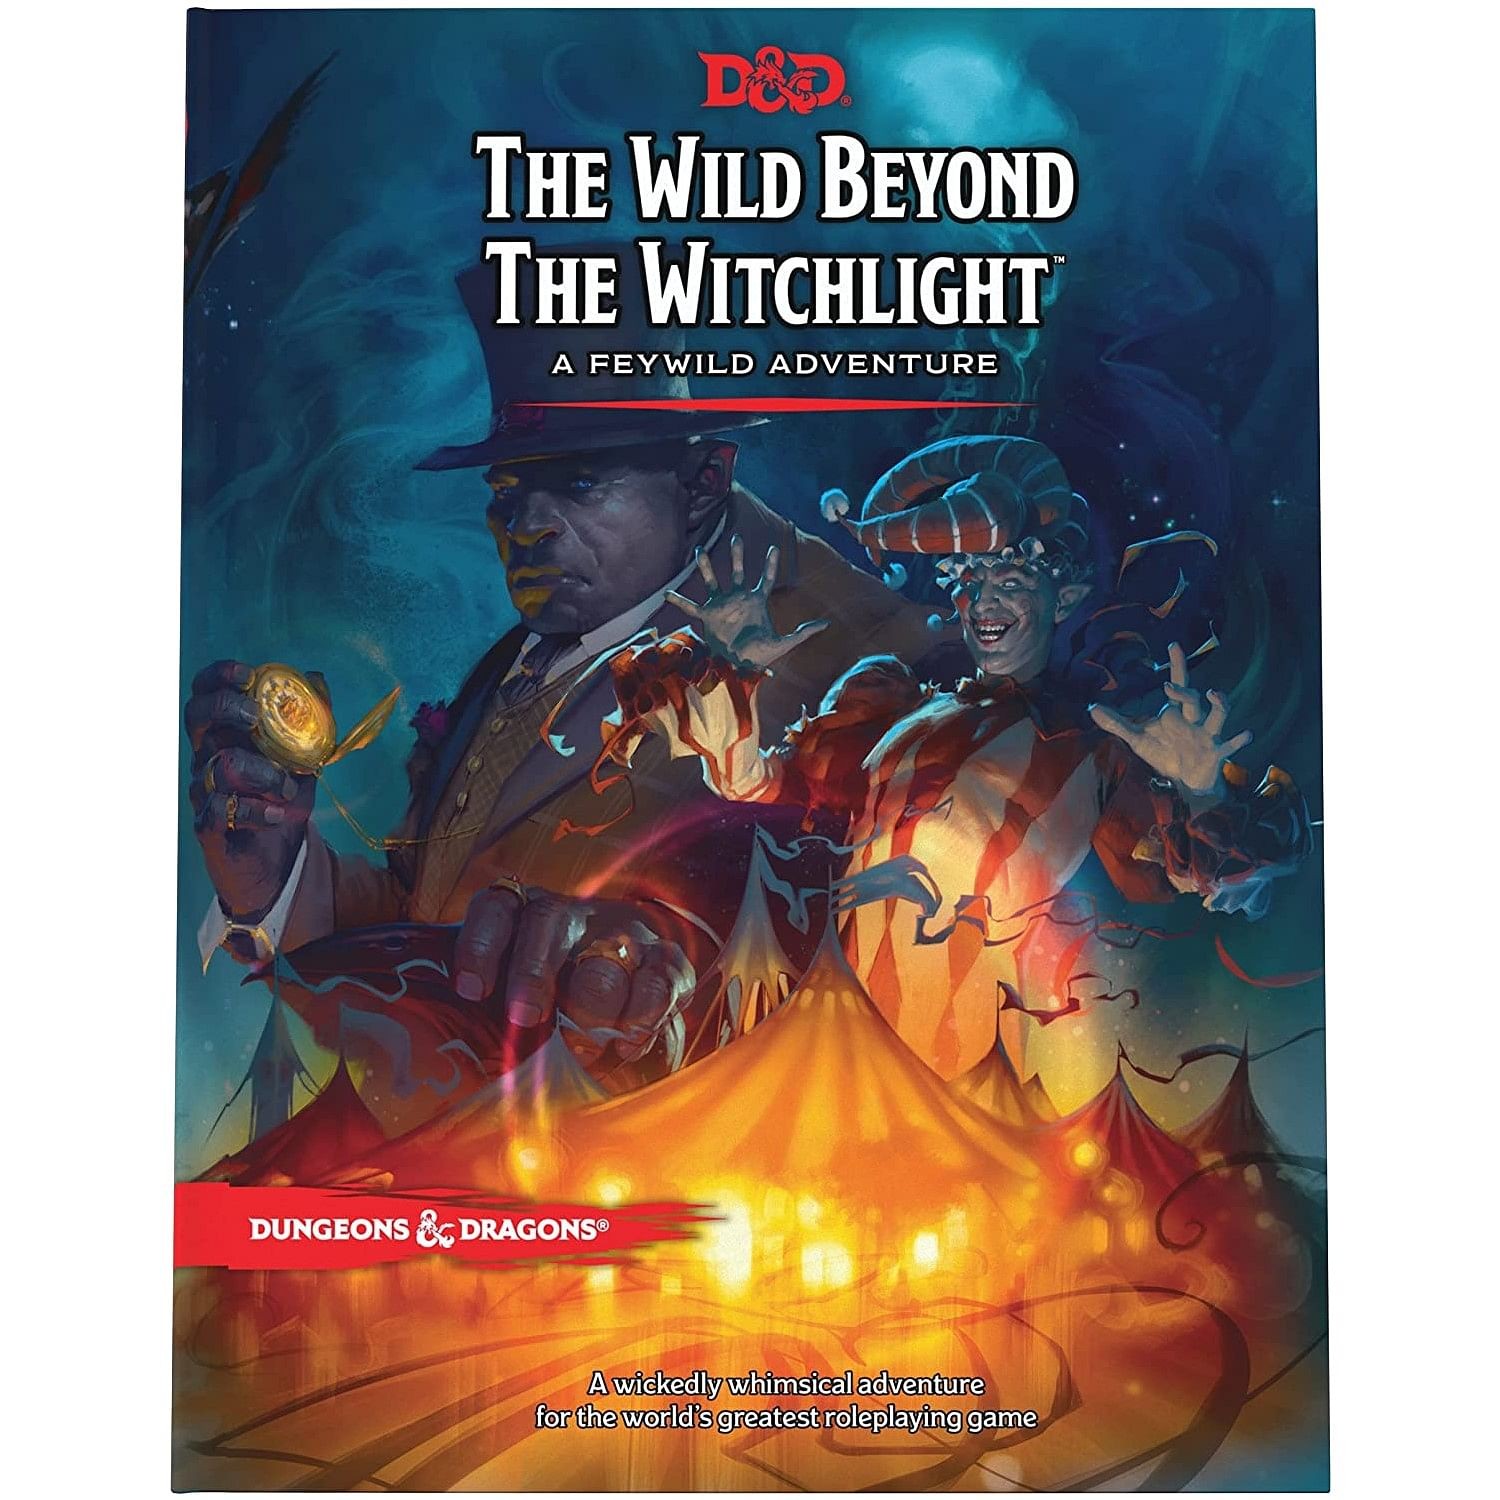 D&D®
THE WILD BEYOND
THE WITCHLIGHT™
A FEYWILD ADVENTURE
DUNGEONS & DRAGONS®
A wickedly whimsical adventure
for the world's greatest roleplaying game